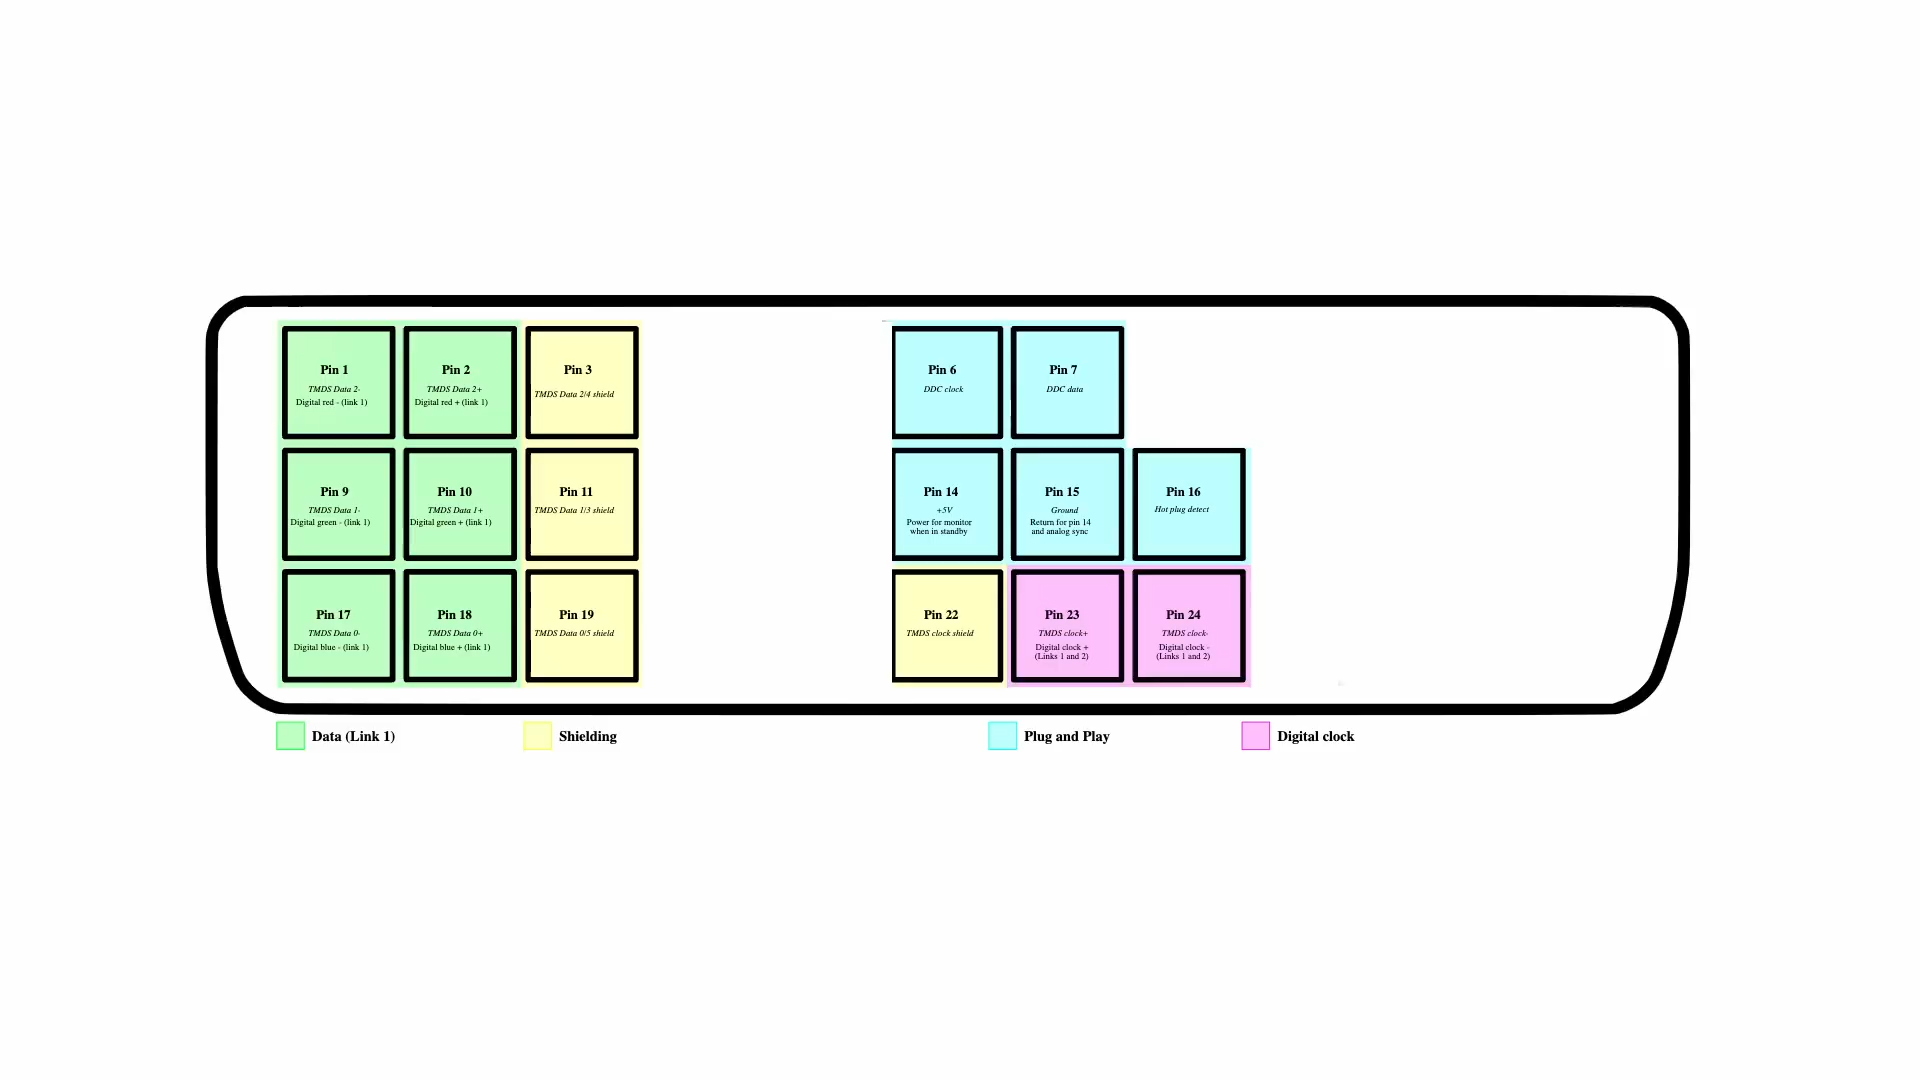 Pin 1
TMDS Data 2-
Digital red - (link 1)
Pin 2
TMDS Data 2+
Digital red + (link 1)
Pin 3
TMDS Data 2/4 shield
Pin 6
DDC clock
Pin 7
DDC data
Pin 9
TMDS Data 1-
Digital green - (link 1)
Pin 10
TMDS Data 1+
Digital green + (link 1)
Pin 11
TMDS Data 1/3 shield
Pin 14
+5V
Power for monitor
when in standby
Pin 15
Ground
Return for pin 14
and analog sync
Pin 16
Hot plug detect
Pin 17
TMDS Data 0-
Digital blue - (link 1)
Pin 18
TMDS Data 0+
Digital blue + (link 1)
Pin 19
TMDS Data 0/5 shield
Pin 22
TMDS clock shield
Pin 23
TMDS clock+
Digital clock +
(Links 1 and 2)
Pin 24
TMDS clock-
Digital clock -
(Links 1 and 2)
Data (Link 1)
Shielding
Plug and Play
Digital clock